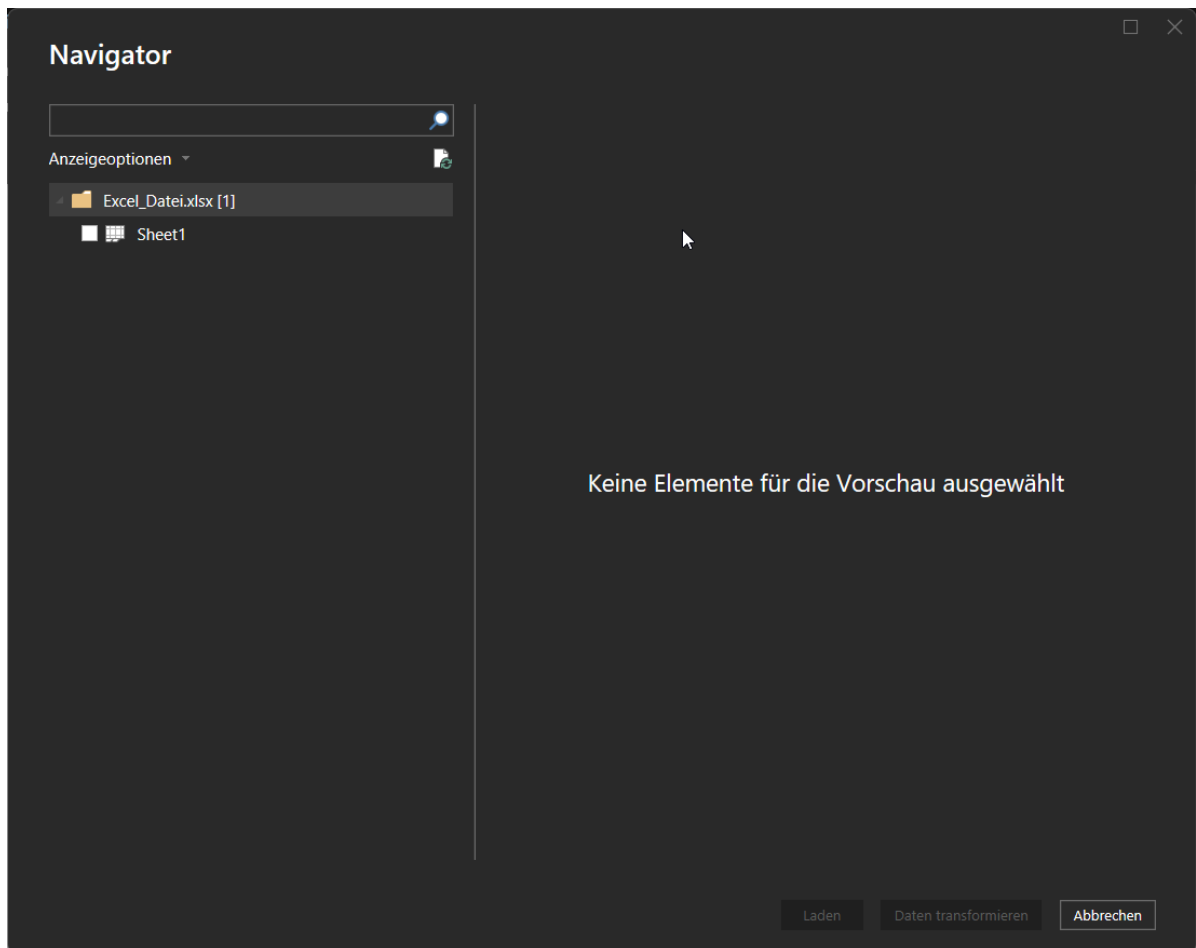 Navigator
Anzeigeoptionen
Excel_Datei.xlsx [1]
Sheet1
Keine Elemente für die Vorschau ausgewählt
Laden
Daten transformieren
Abbrechen